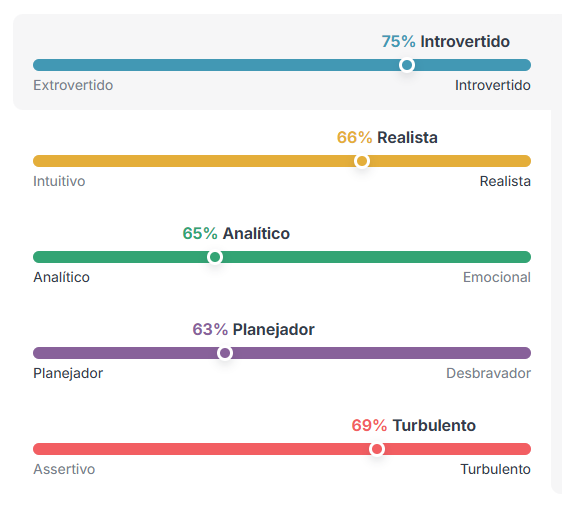 75% Introvertido
Extrovertido Introvertido
66% Realista
Intuitivo Realista
65% Analítico
Analítico Emocional
63% Planejador
Planejador Desbravador
69% Turbulento
Assertivo Turbulento